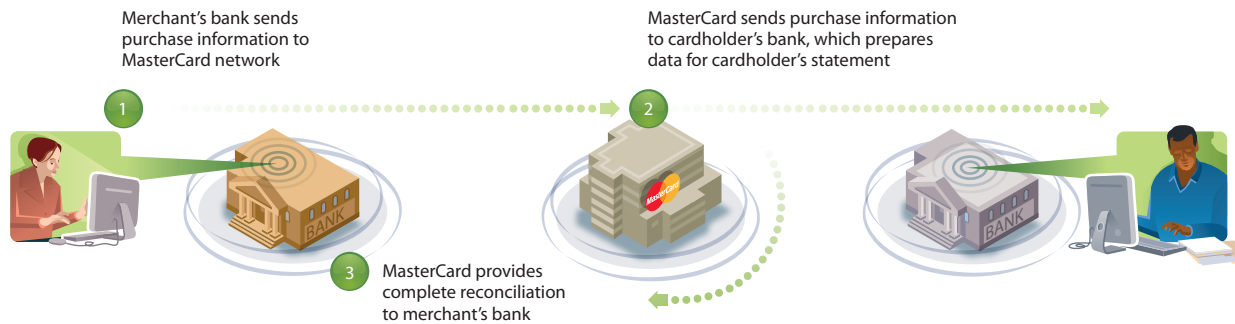 Merchant's bank sends
purchase information to
MasterCard network
MasterCard sends purchase information
to cardholder's bank, which prepares
data for cardholder's statement
1
2
BANK
MasterCard
BANK
3
MasterCard provides
complete reconciliation
to merchant's bank